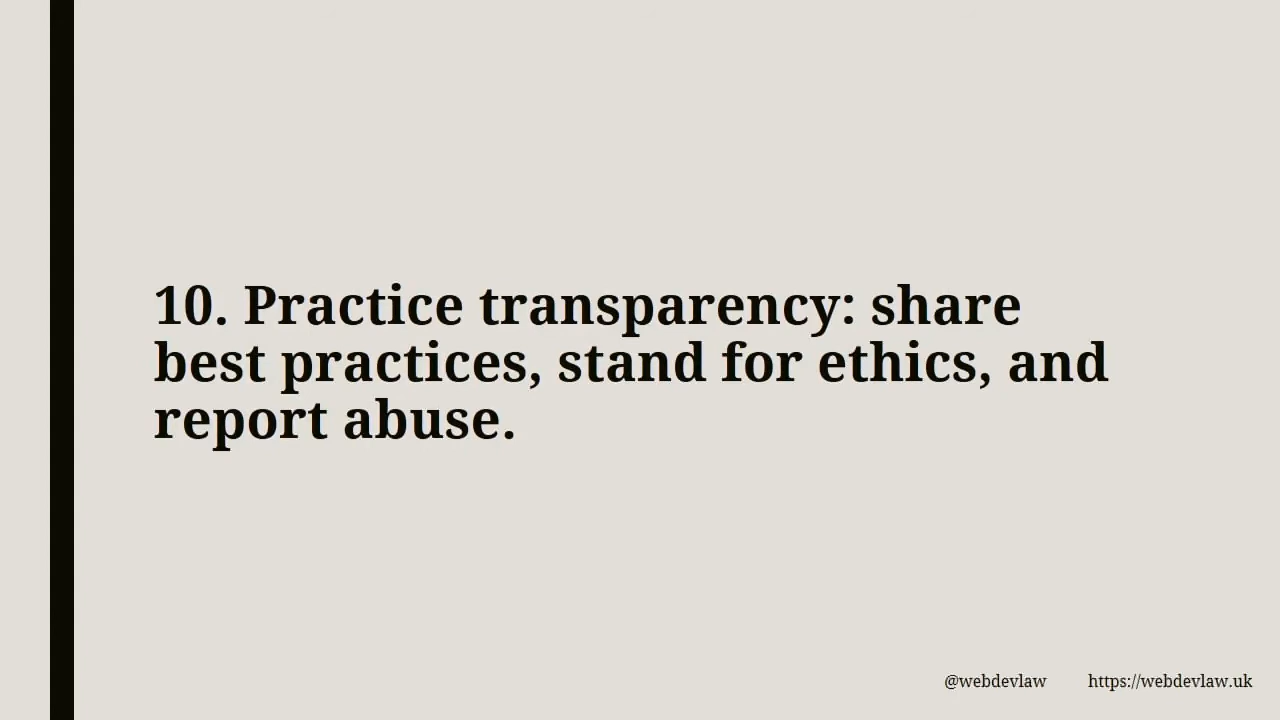 10. Practice transparency: share
best practices, stand for ethics, and
report abuse.
@webdevlaw https://webdevlaw.uk